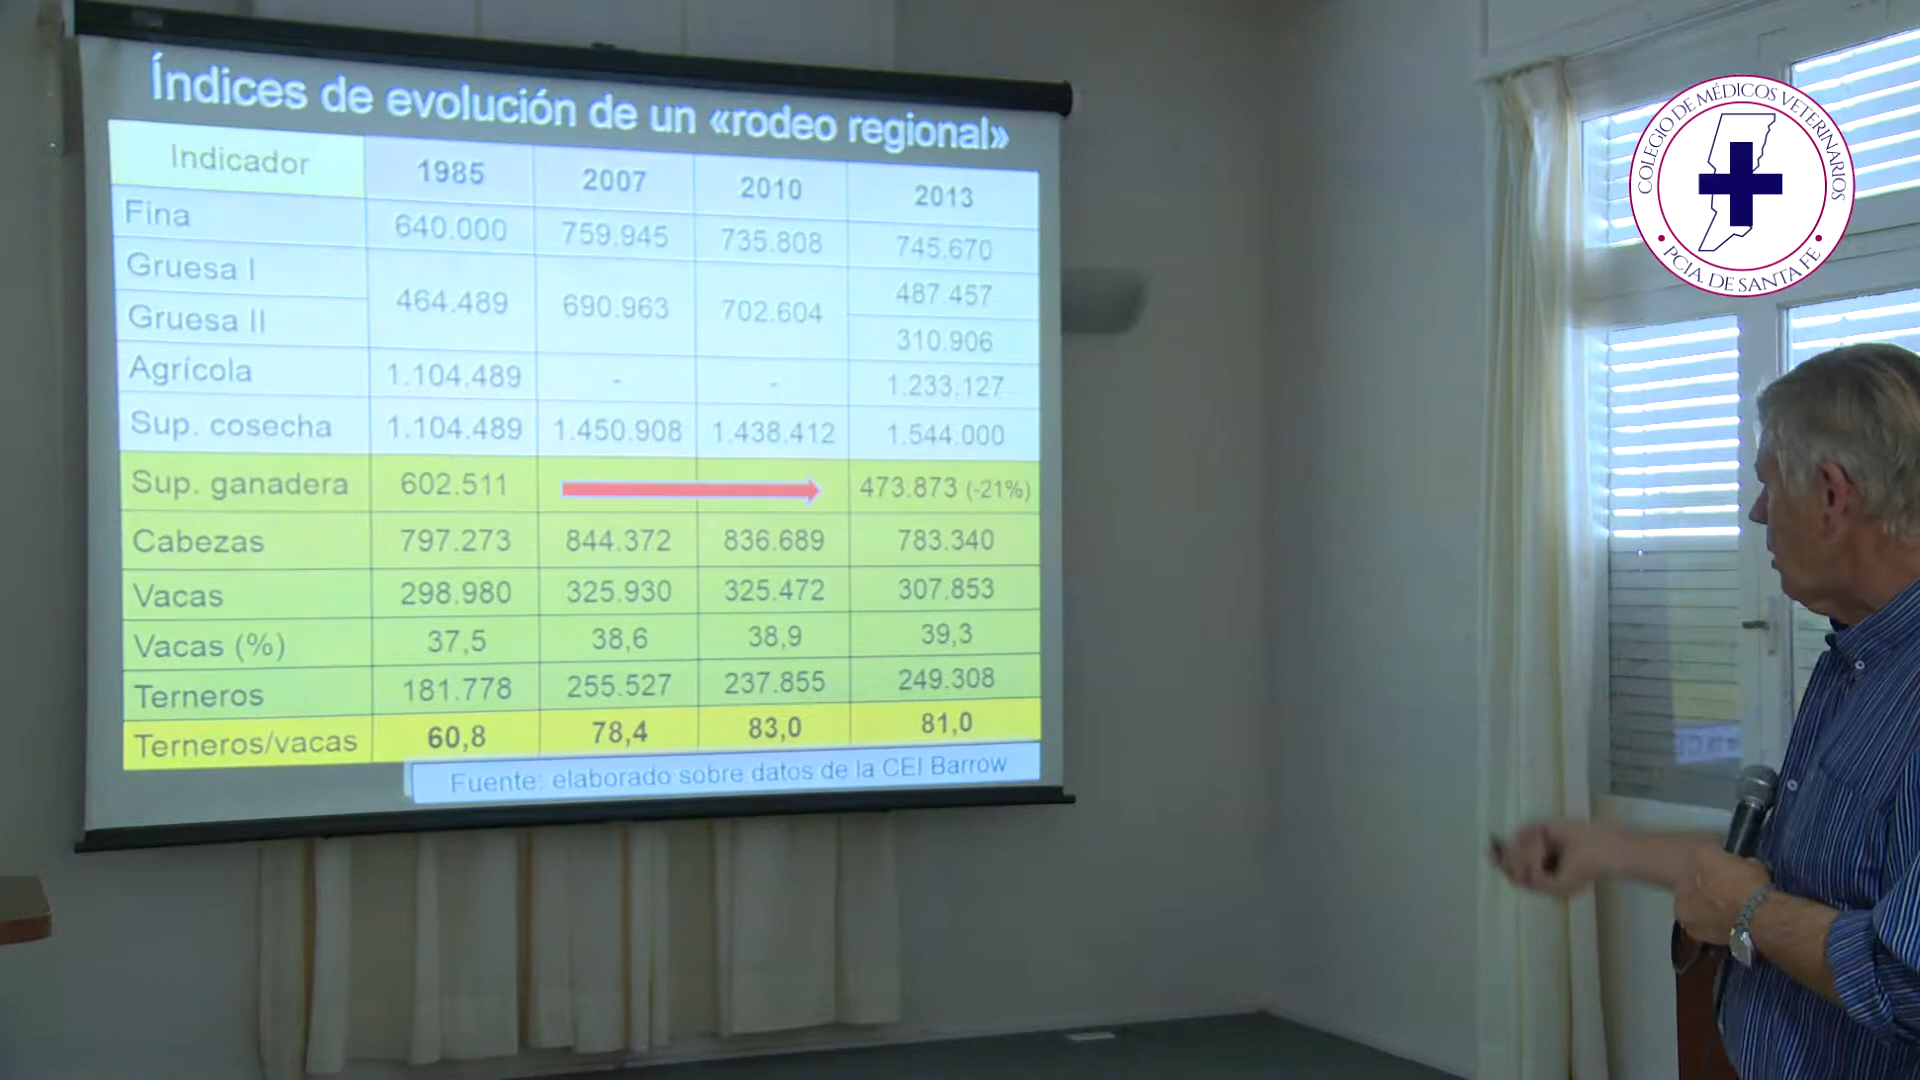 Índices de evolución de un «rodeo regional»
Indicador 1985 2007 2010 2013
Fina 640.000 759.945 735.808 745.670
Gruesa I 464.489 690.963 702.604 487.457
Gruesa II 310.906
Agrícola 1.104.489 - - 1.233.127
Sup. cosecha 1.104.489 1.450.908 1.438.412 1.544.000
Sup. ganadera 602.511 473.873 (-21%)
Cabezas 797.273 844.372 836.689 783.340
Vacas 298.980 325.930 325.472 307.853
Vacas (%) 37,5 38,6 38,9 39,3
Terneros 181.778 255.527 237.855 249.308
Terneros/vacas 60,8 78,4 83,0 81,0
Fuente: elaborado sobre datos de la CEI Barrow
COLEGIO DE MÉDICOS VETERINARIOS
• PCIA. DE SANTA FE •